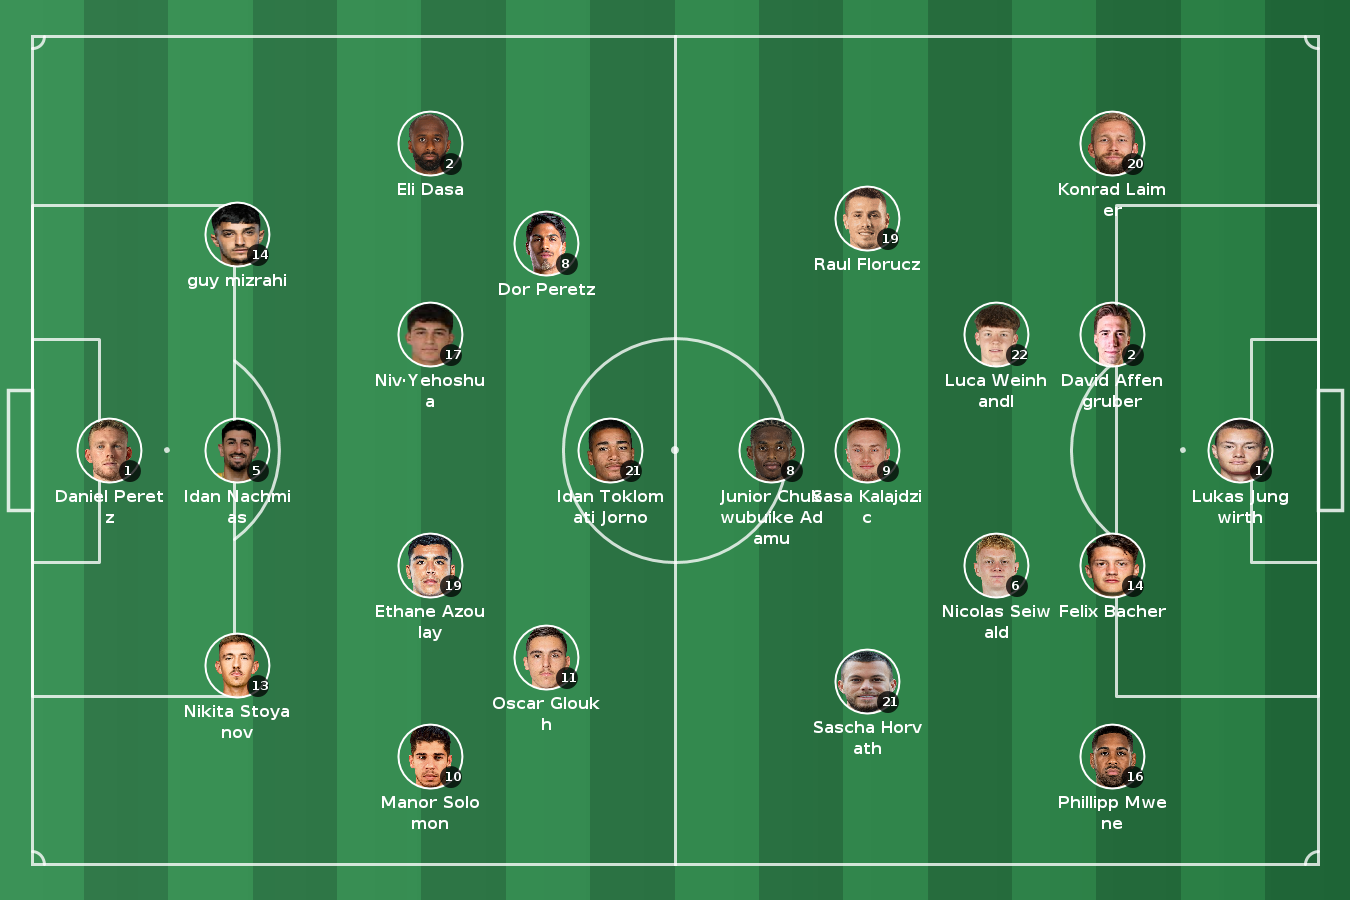 2
Eli Dasa
20
Konrad Laim
er
14
guy mizrahi
8
Dor Peretz
19
Raul Florucz
17
Niv·Yehoshu
a
22
Luca Weinh
andl
2
David Affen
gruber
1
Daniel Peret
z
5
Idan Nachmi
as
21
Idan Toklom
ati Jorno
8
Junior Chuk
wubuike Ad
amu
9
Sasa Kalajdzi
c
1
Lukas Jung
wirth
19
Ethane Azou
lay
6
Nicolas Seiw
ald
14
Felix Bacher
13
Nikita Stoya
nov
11
Oscar Glouk
h
21
Sascha Horv
ath
10
Manor Solo
mon
16
Phillipp Mwe
ne